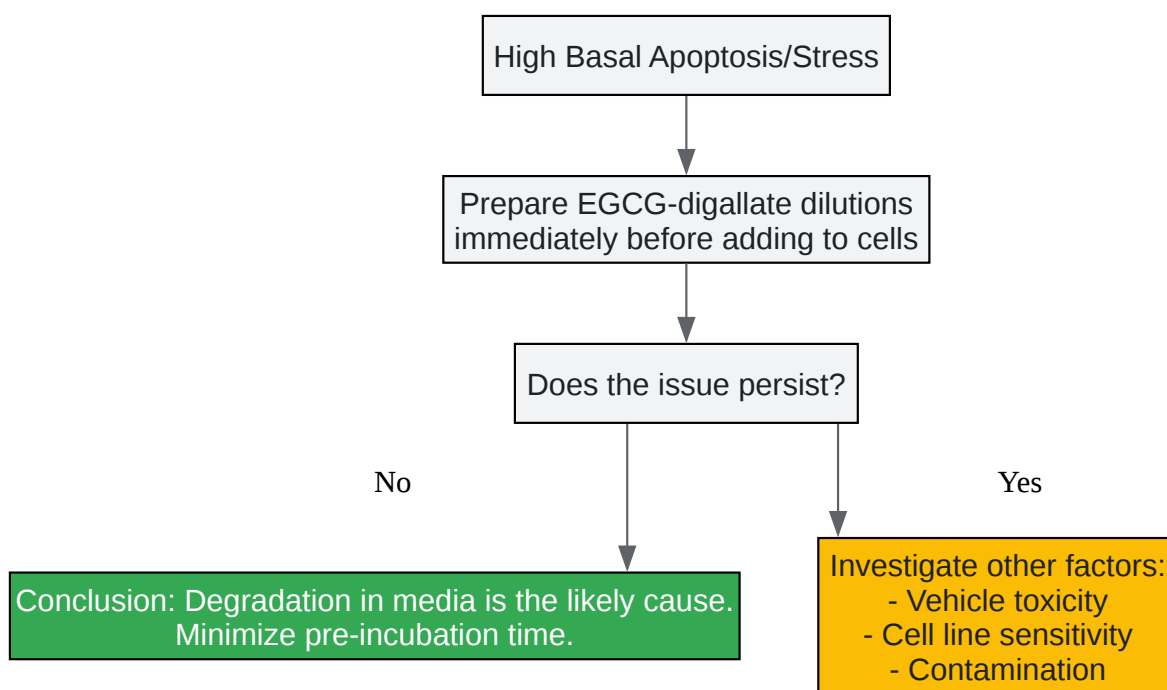 High Basal Apoptosis/Stress
Prepare EGCG-digallate dilutions
immediately before adding to cells
Does the issue persist?
No
Yes
Conclusion: Degradation in media is the likely cause.
Minimize pre-incubation time.
Investigate other factors:
- Vehicle toxicity
- Cell line sensitivity
- Contamination